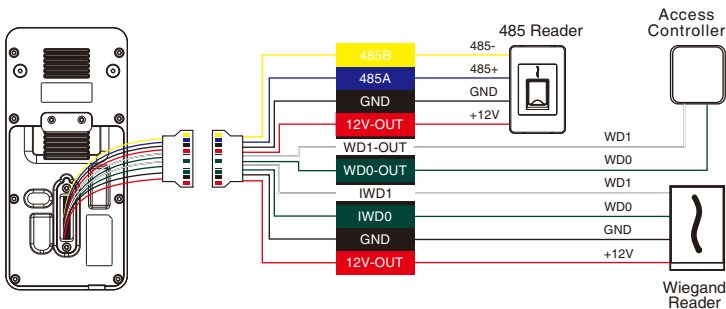 485 Reader
Access
Controller
485B
485-
485A
485+
GND
GND
12V-OUT
+12V
WD1-OUT
WD1
WD0-OUT
WD0
IWD1
WD1
IWD0
WD0
GND
GND
12V-OUT
+12V
Wiegand
Reader